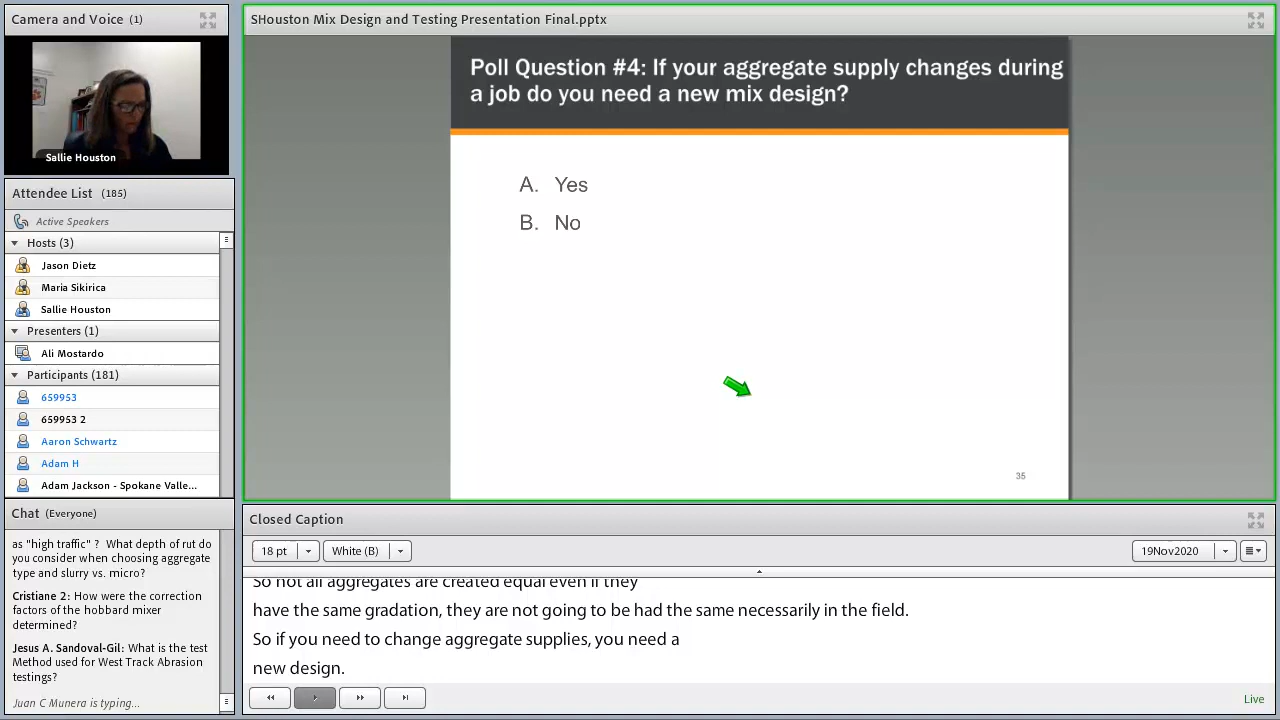 Camera and Voice (1)
Sallie Houston
Attendee List (185)
Active Speakers
Hosts (3)
Jason Dietz
Maria Sikirica
Sallie Houston
Presenters (1)
Ali Mostardo
Participants (181)
659953
659953 2
Aaron Schwartz
Adam H
Adam Jackson - Spokane Valle...
Chat (Everyone)
as "high traffic" ? What depth of rut do
you consider when choosing aggregate
type and slurry vs. micro?
Cristiane 2: How were the correction
factors of the hobbard mixer
determined?
Jesus A. Sandoval-Gil: What is the test
Method used for West Track Abrasion
testings?
Juan C Munera is typing...
SHouston Mix Design and Testing Presentation Final.pptx
Poll Question #4: If your aggregate supply changes during
a job do you need a new mix design?
A. Yes
B. No
35
Closed Caption
18 pt
White (B)
19Nov2020
So not all aggregates are created equal even if they
have the same gradation, they are not going to be had the same necessarily in the field.
So if you need to change aggregate supplies, you need a
new design.
Live